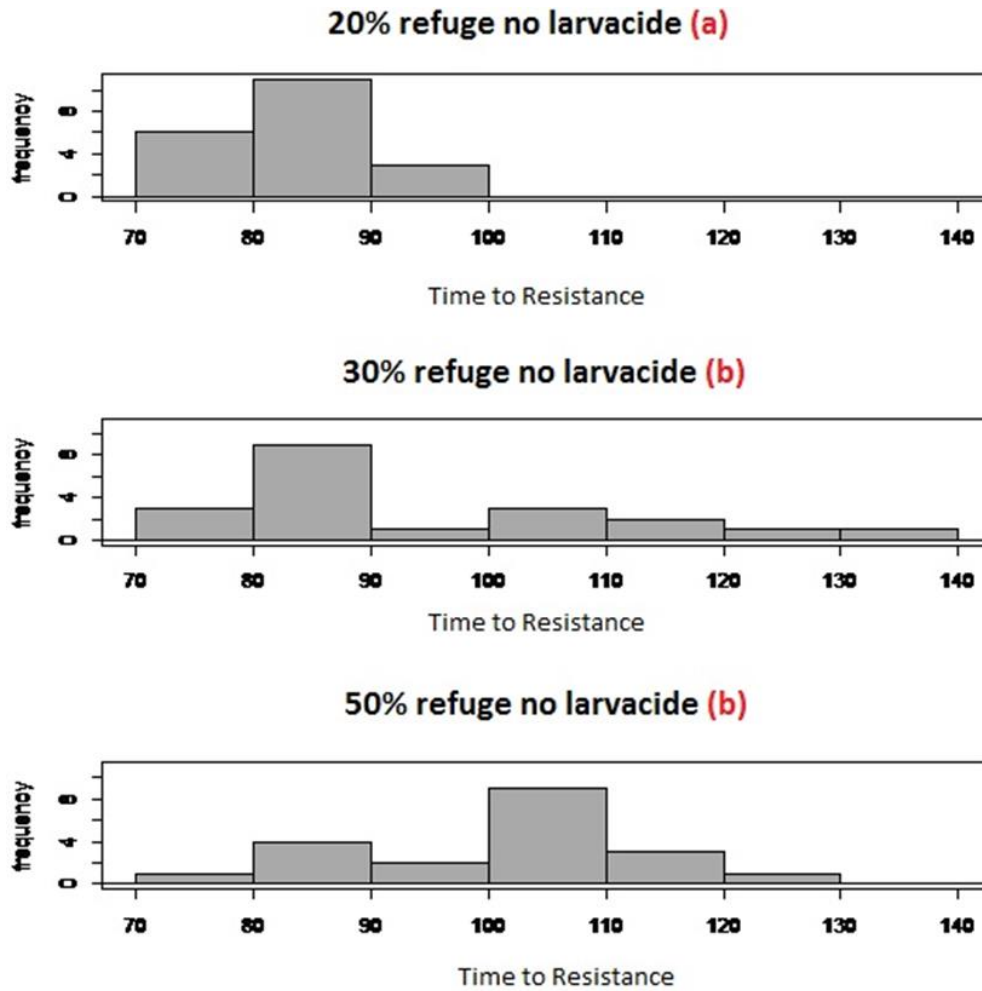 20% refuge no larvacide (a)
frequency
8
4
0
70 80 90 100 110 120 130 140
Time to Resistance
30% refuge no larvacide (b)
frequency
8
4
0
70 80 90 100 110 120 130 140
Time to Resistance
50% refuge no larvacide (b)
frequency
8
4
0
70 80 90 100 110 120 130 140
Time to Resistance